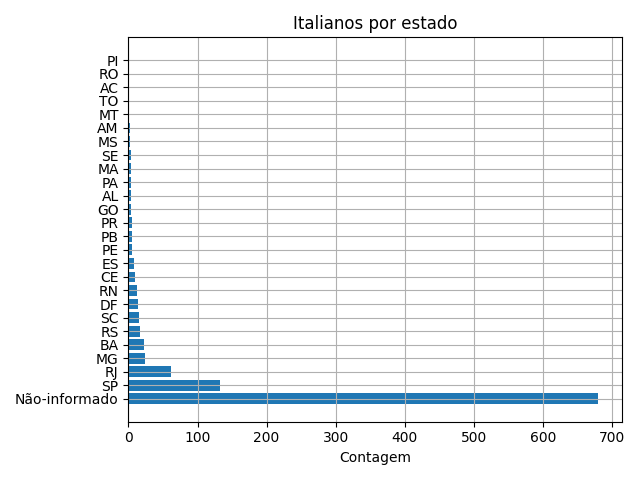 Italianos por estado
PI
RO
AC
TO
MT
AM
MS
SE
MA
PA
AL
GO
PR
PB
PE
ES
CE
RN
DF
SC
RS
BA
MG
RJ
SP
Não-informado
0 100 200 300 400 500 600 700
Contagem